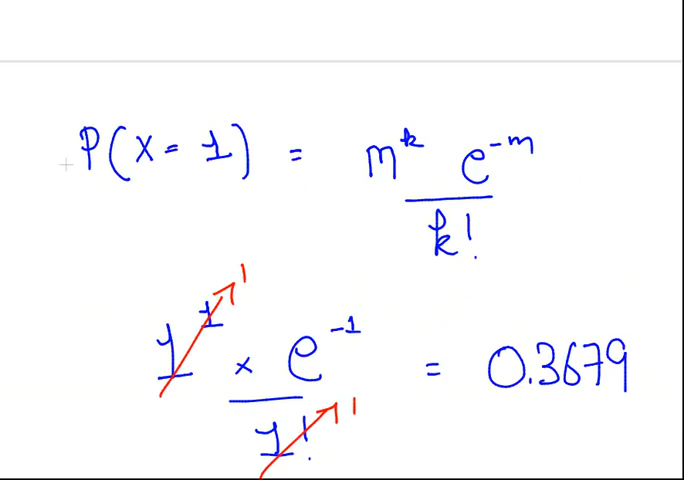 P(X = 1) = m^k e^-m
k!
1^1 1 × e^-1 = 0.3679
1! 1